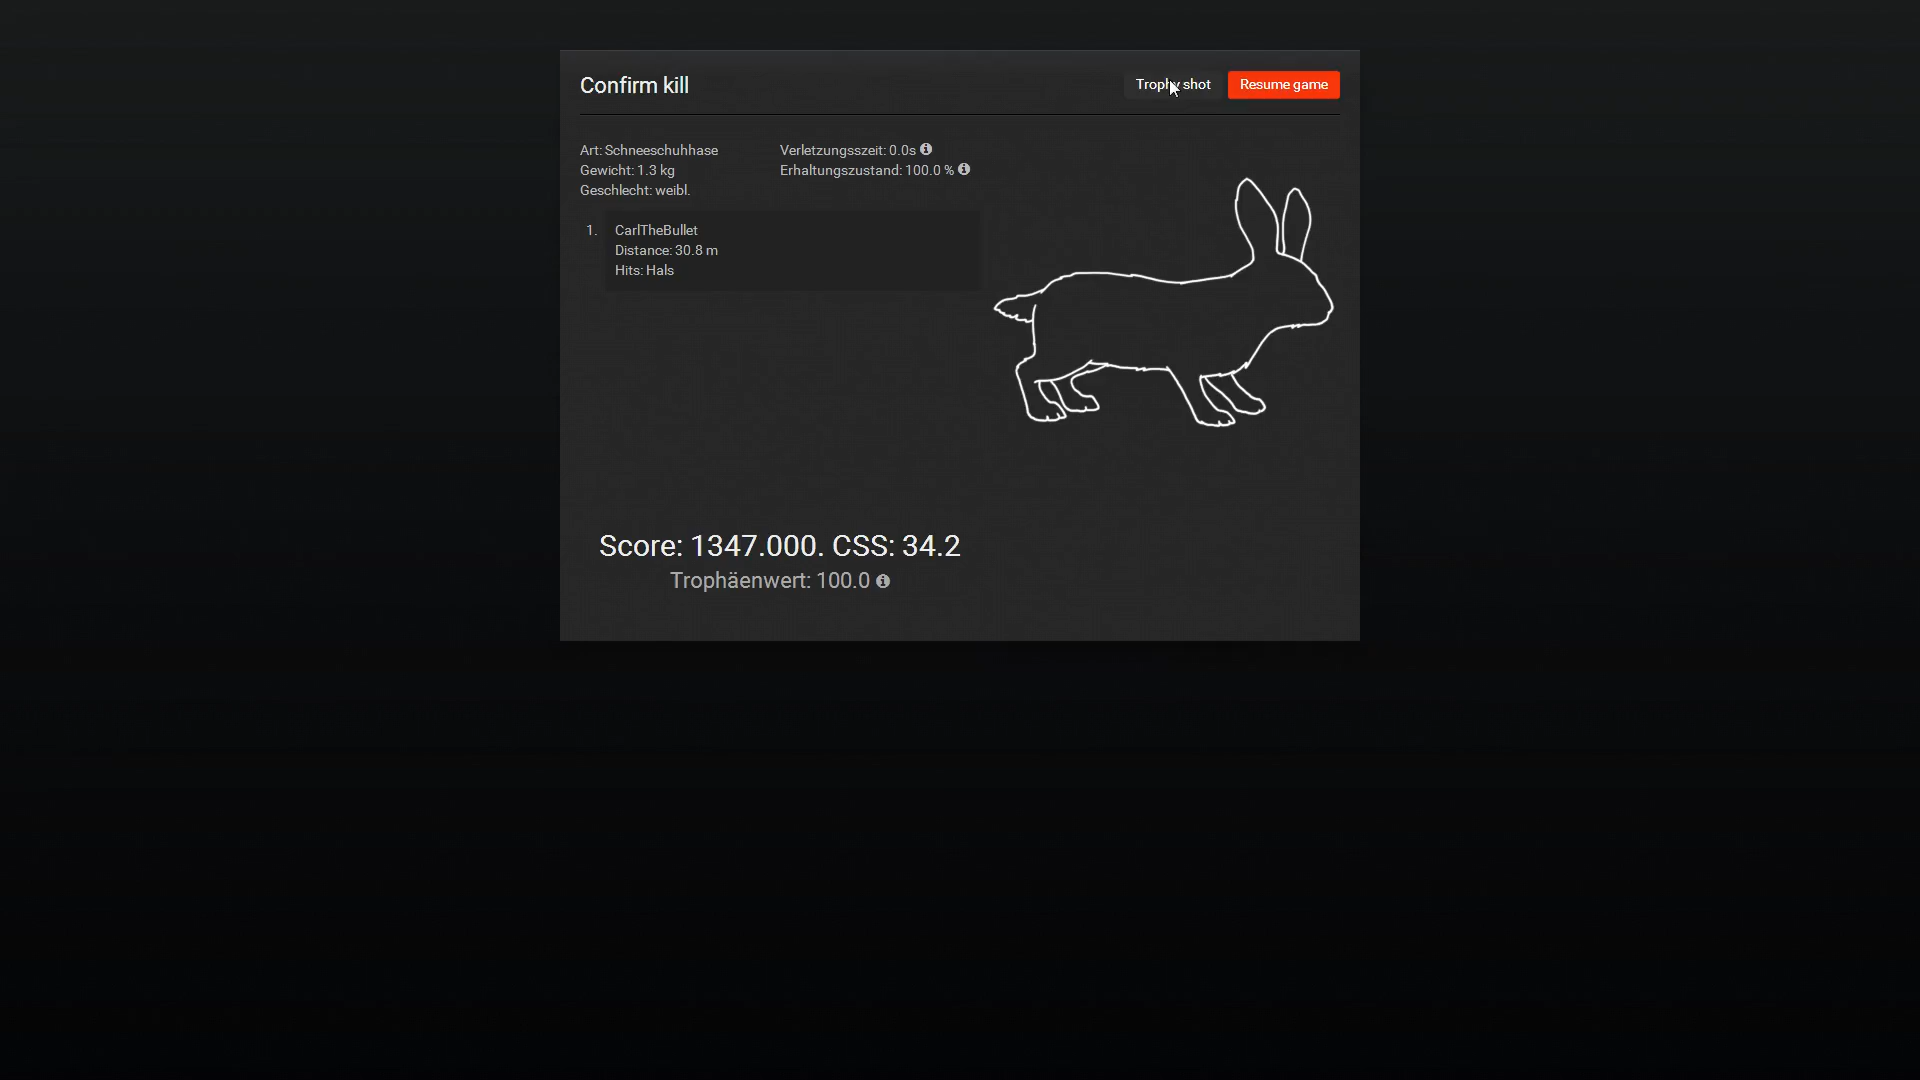 Confirm kill
Trophy shot
Resume game
Art: Schneeschuhhase
Gewicht: 1.3 kg
Geschlecht: weibl.
Verletzungsszeit: 0.0s
Erhaltungszustand: 100.0 %
1.
CarlTheBullet
Distance: 30.8 m
Hits: Hals
Score: 1347.000. CSS: 34.2
Trophäenwert: 100.0